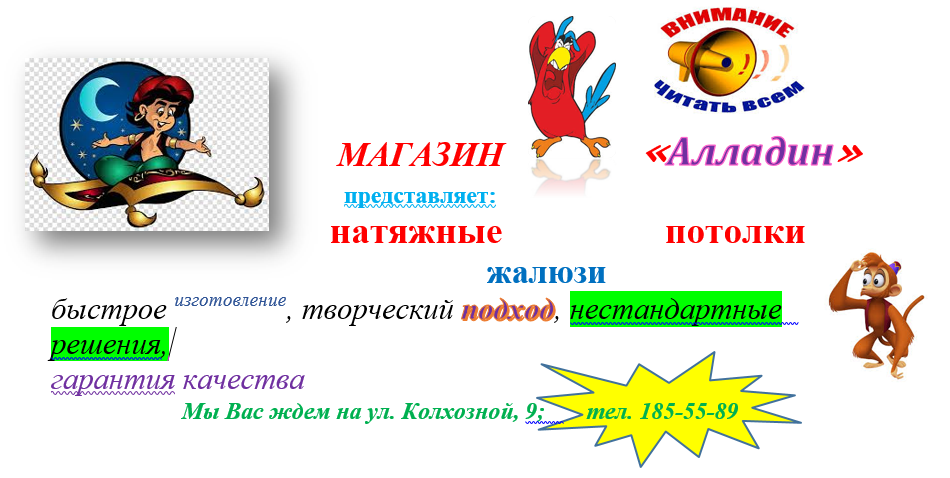 ВНИМАНИЕ
ЧИТАТЬ ВСЕМ
МАГАЗИН «Алладин»
представляет:
натяжные потолки
жалюзи
быстрое изготовление, творческий подход, нестандартные
решения,
гарантия качества
Мы Вас ждем на ул. Колхозной, 9; тел. 185-55-89